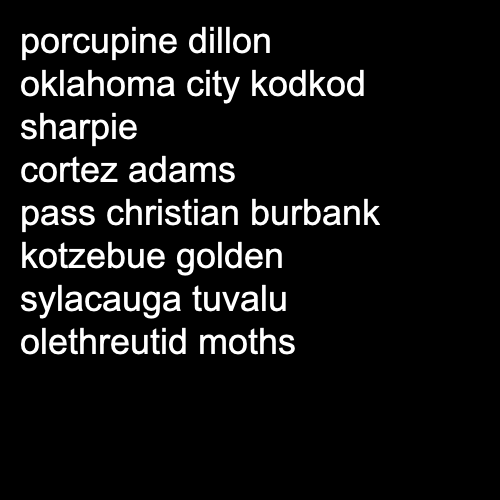 porcupine dillon
oklahoma city kodkod
sharpie
cortez adams
pass christian burbank
kotzebue golden
sylacauga tuvalu
olethreutid moths